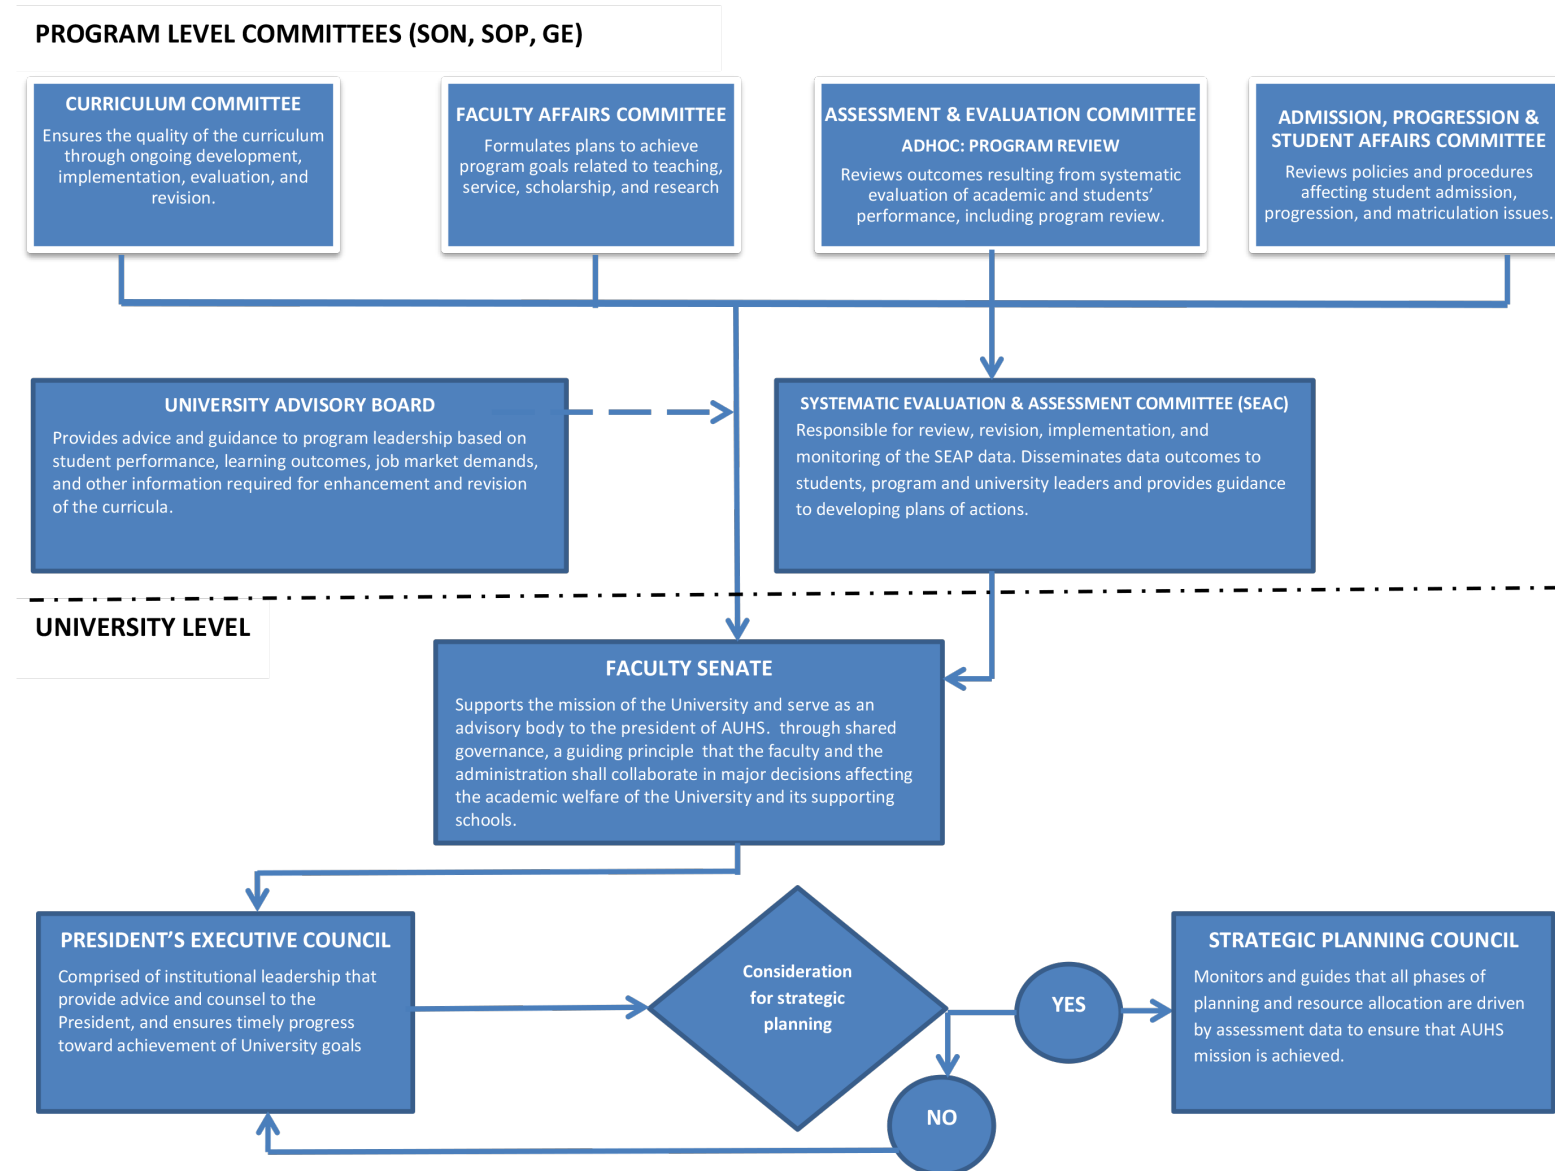 PROGRAM LEVEL COMMITTEES (SON, SOP, GE)
CURRICULUM COMMITTEE
Ensures the quality of the curriculum
through ongoing development,
implementation, evaluation, and
revision.
FACULTY AFFAIRS COMMITTEE
Formulates plans to achieve
program goals related to teaching,
service, scholarship, and research
ASSESSMENT & EVALUATION COMMITTEE
ADHOC: PROGRAM REVIEW
Reviews outcomes resulting from systematic
evaluation of academic and students’
performance, including program review.
ADMISSION, PROGRESSION &
STUDENT AFFAIRS COMMITTEE
Reviews policies and procedures
affecting student admission,
progression, and matriculation issues.
UNIVERSITY ADVISORY BOARD
Provides advice and guidance to program leadership based on
student performance, learning outcomes, job market demands,
and other information required for enhancement and revision
of the curricula.
SYSTEMATIC EVALUATION & ASSESSMENT COMMITTEE (SEAC)
Responsible for review, revision, implementation, and
monitoring of the SEAP data. Disseminates data outcomes to
students, program and university leaders and provides guidance
to developing plans of actions.
UNIVERSITY LEVEL
FACULTY SENATE
Supports the mission of the University and serve as an
advisory body to the president of AUHS.  through shared
governance, a guiding principle  that the faculty and the
administration shall collaborate in major decisions affecting
the academic welfare of the University and its supporting
schools.
PRESIDENT’S EXECUTIVE COUNCIL
Comprised of institutional leadership that
provide advice and counsel to the
President, and ensures timely progress
toward achievement of University goals
Consideration
for strategic
planning
YES
NO
STRATEGIC PLANNING COUNCIL
Monitors and guides that all phases of
planning and resource allocation are driven
by assessment data to ensure that AUHS
mission is achieved.